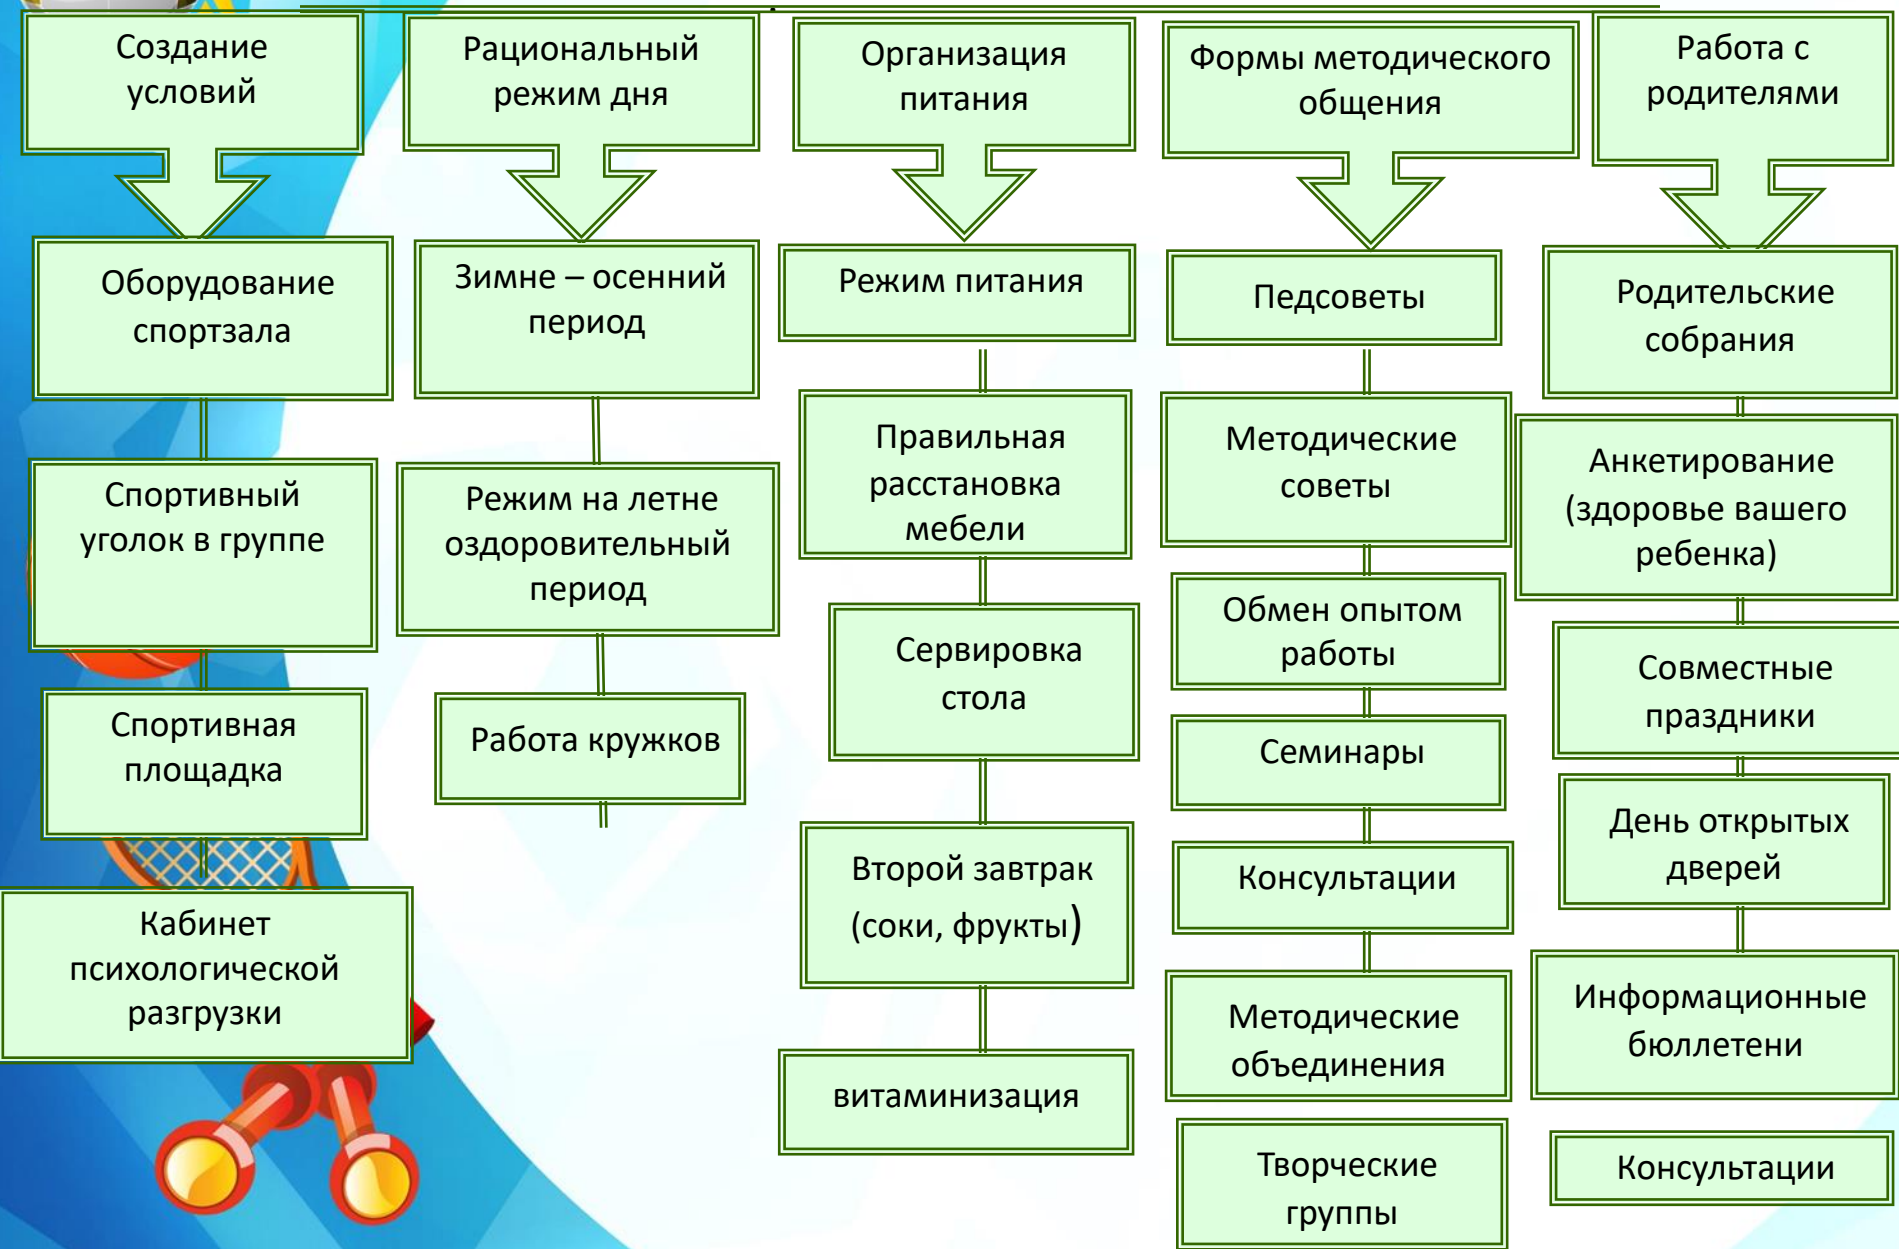 Создание
условий
Оборудование
спортзала
Спортивный
уголок в группе
Спортивная
площадка
Кабинет
психологической
разгрузки
Рациональный
режим дня
Зимне – осенний
период
Режим на летне
оздоровительный
период
Работа кружков
Организация
питания
Режим питания
Правильная
расстановка
мебели
Сервировка
стола
Второй завтрак
(соки, фрукты)
витаминизация
Формы методического
общения
Педсоветы
Методические
советы
Обмен опытом
работы
Семинары
Консультации
Методические
объединения
Творческие
группы
Работа с
родителями
Родительские
собрания
Анкетирование
(здоровье вашего
ребенка)
Совместные
праздники
День открытых
дверей
Информационные
бюллетени
Консультации